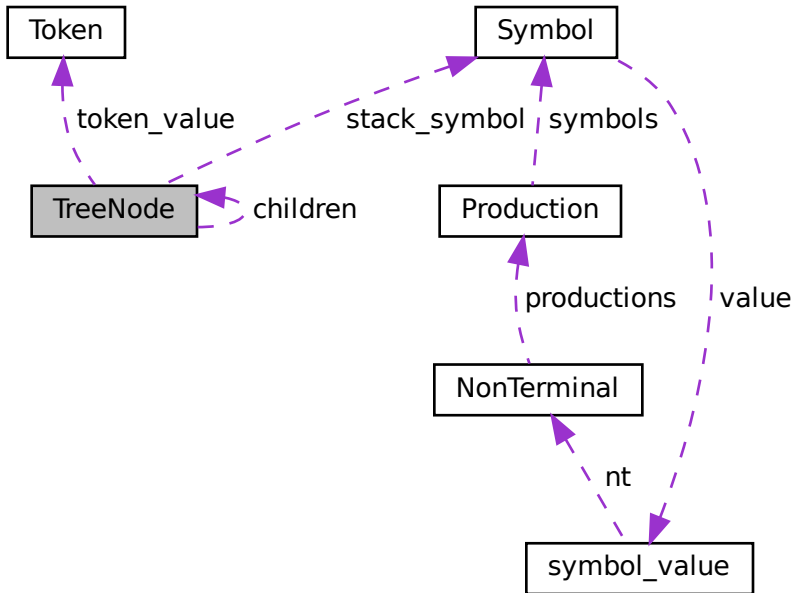 Token
Symbol
token_value
stack_symbol
symbols
TreeNode
children
Production
productions
value
NonTerminal
nt
symbol_value